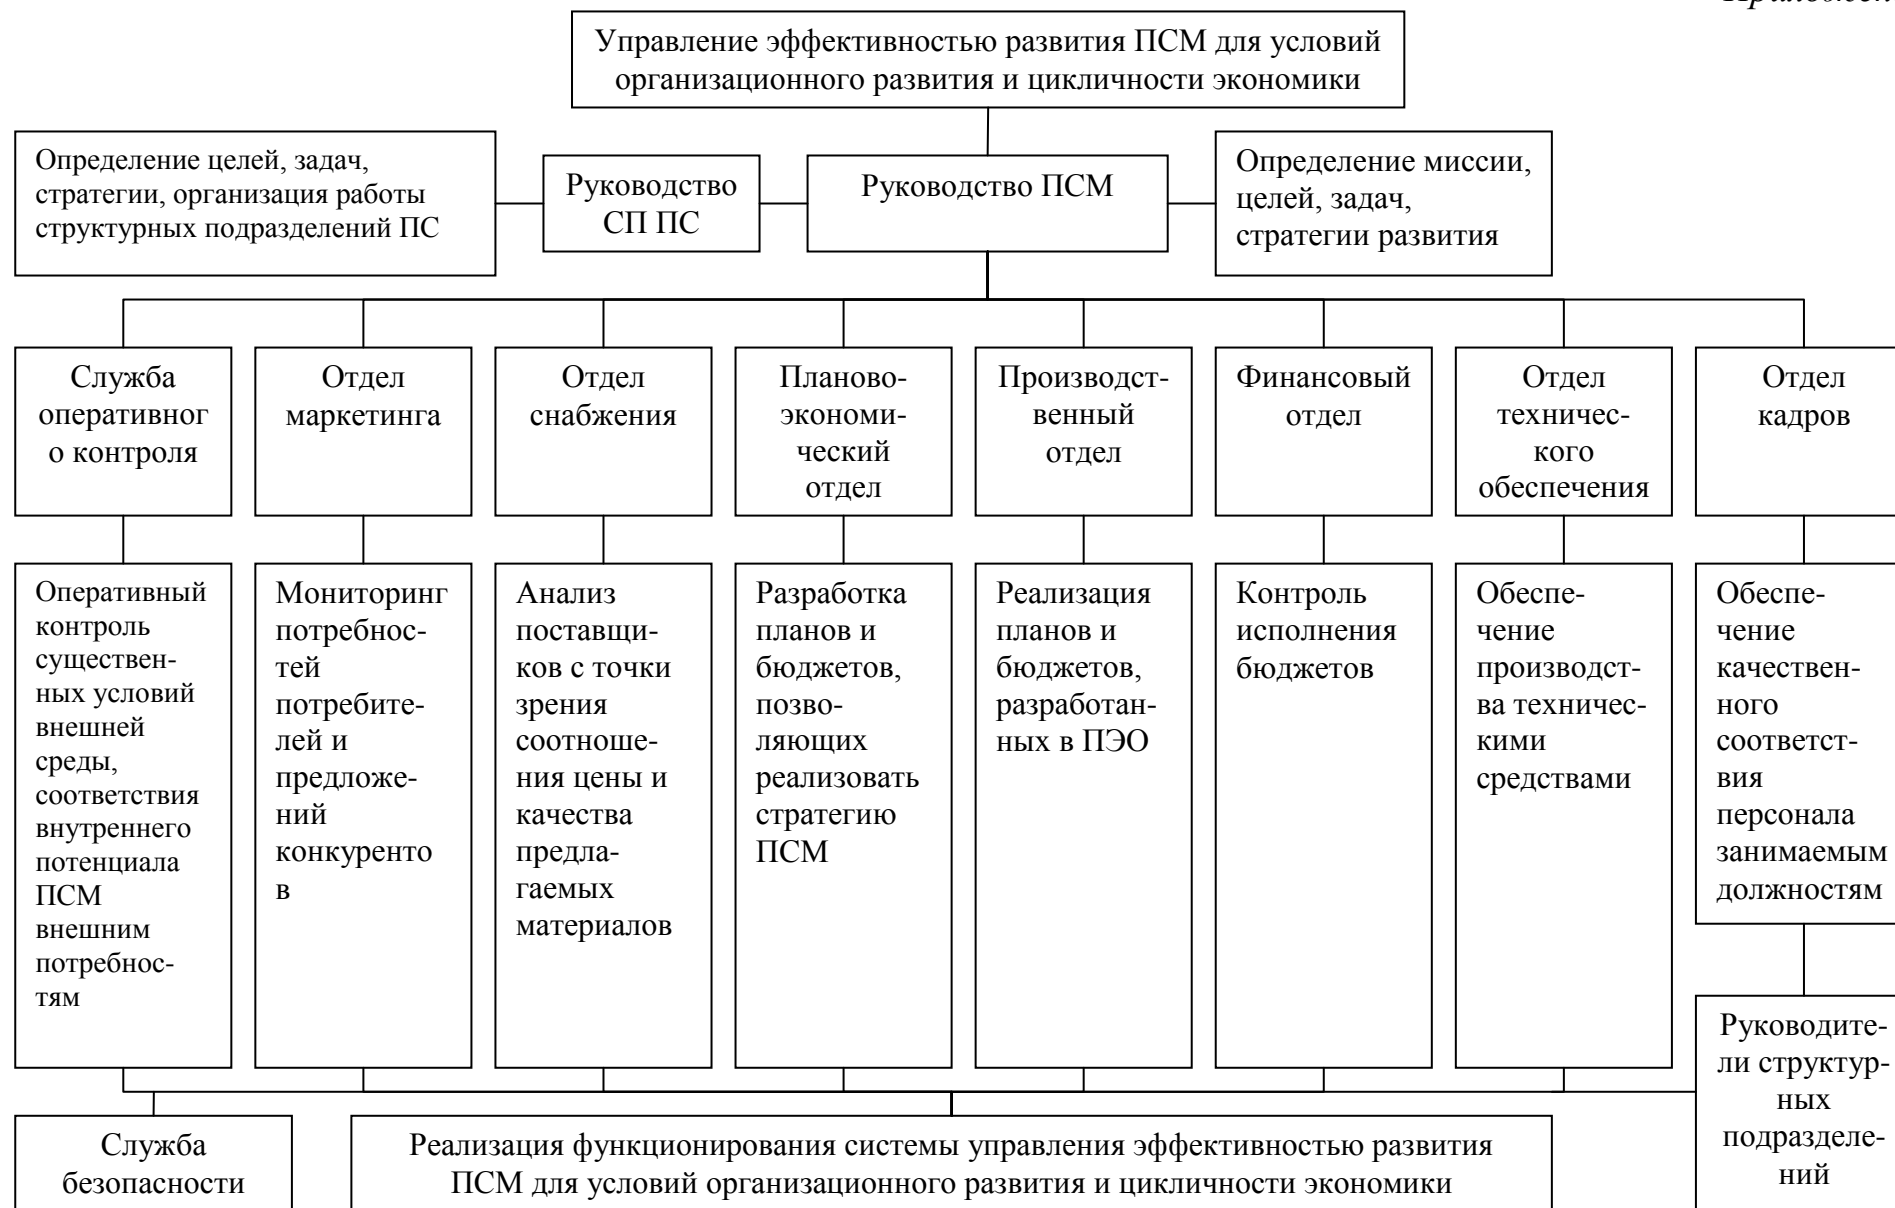 Управление эффективностью развития ПСМ для условий
организационного развития и цикличности экономики
Определение целей, задач,
стратегии, организация работы
структурных подразделений ПС
Руководство
СП ПС
Руководство ПСМ
Определение миссии,
целей, задач,
стратегии развития
Служба
оперативног
о контроля
Отдел
маркетинга
Отдел
снабжения
Планово-
экономи-
ческий
отдел
Производст-
венный
отдел
Финансовый
отдел
Отдел
техничес-
кого
обеспечения
Отдел
кадров
Оперативный
контроль
существен-
ных условий
внешней
среды,
соответствия
внутреннего
потенциала
ПСМ
внешним
потребнос-
тям
Мониторинг
потребнос-
тей
потребите-
лей и
предложе-
ний
конкуренто
в
Анализ
поставщи-
ков с точки
зрения
соотноше-
ния цены и
качества
предла-
гаемых
материалов
Разработка
планов и
бюджетов,
позво-
ляющих
реализовать
стратегию
ПСМ
Реализация
планов и
бюджетов,
разработан-
ных в ПЭО
Контроль
исполнения
бюджетов
Обеспе-
чение
производст-
ва техничес-
кими
средствами
Обеспе-
чение
качествен-
ного
соответст-
вия
персонала
занимаемым
должностям
Руководите-
ли структур-
ных
подразделе-
ний
Служба
безопасности
Реализация функционирования системы управления эффективностью развития
ПСМ для условий организационного развития и цикличности экономики